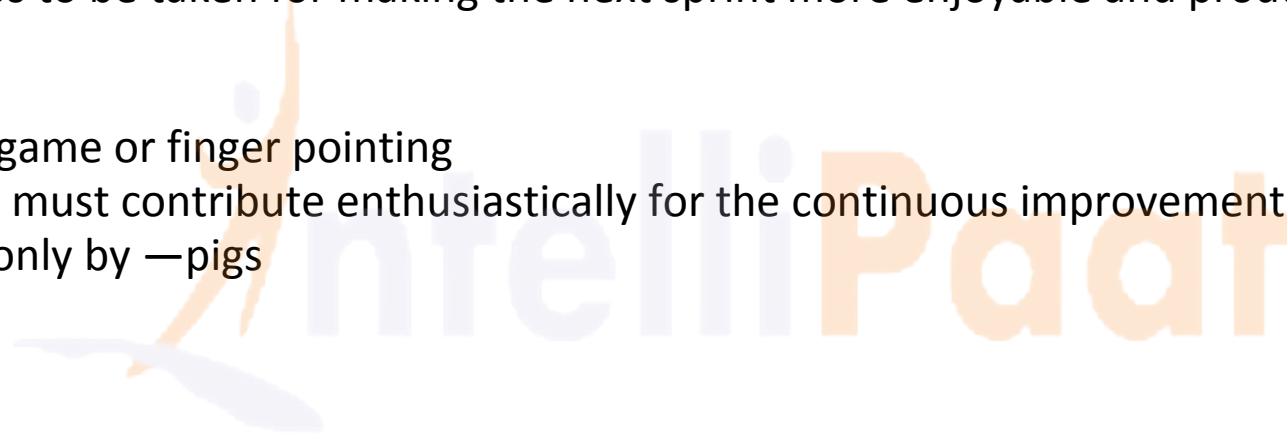 to be taken for making the next sprint more enjoyable and
game or finger pointing
must contribute enthusiastically for the continuous improvement
only by —pigs
IntelliPaat